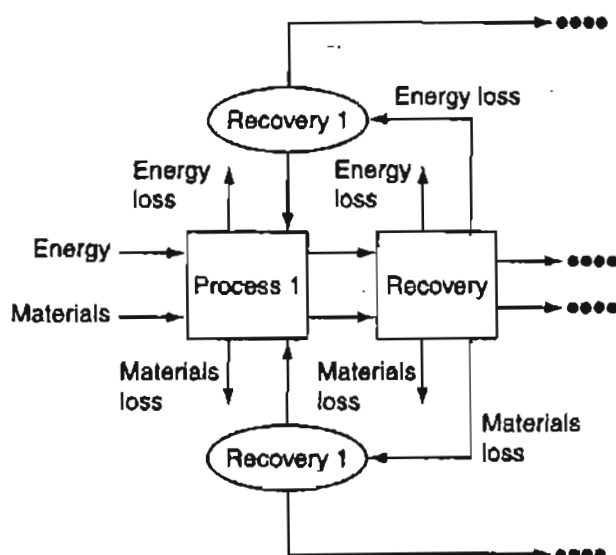 Energy loss
Recovery 1
Energy
loss
Energy
loss
Energy
Process 1
Recovery
Materials
Materials
loss
Materials
loss
Materials
loss
Recovery 1